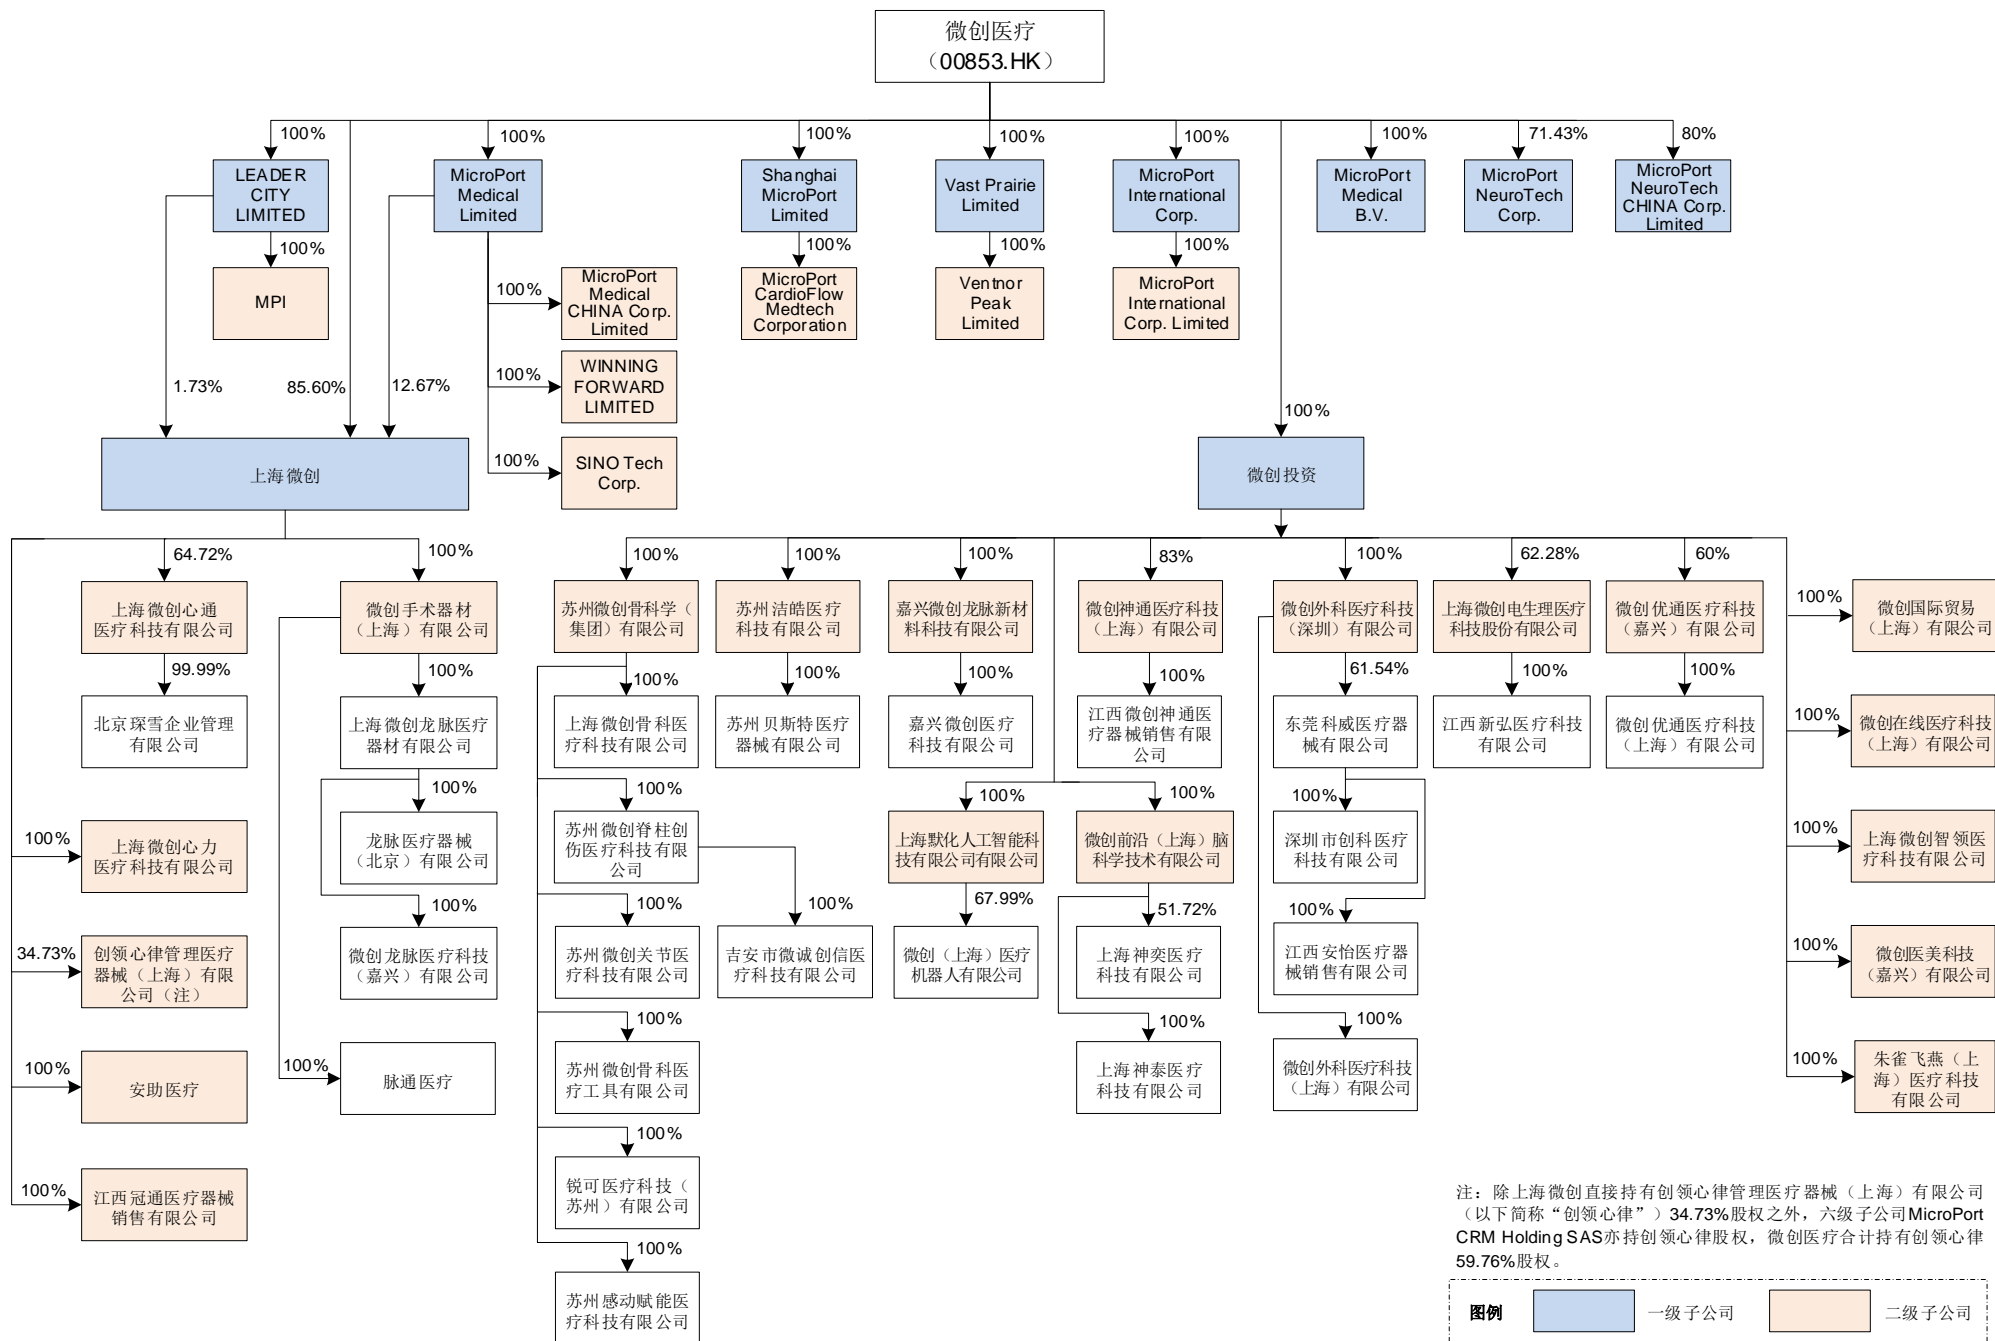 微创医疗
（00853.HK）
100%
100%
100%
100%
100%
100%
71.43%
80%
LEADER
CITY
LIMITED
MicroPort
Medical
Limited
Shanghai
MicroPort
Limited
Vast Prairie
Limited
MicroPort
International
Corp.
MicroPort
Medical
B.V.
MicroPort
NeuroTech
Corp.
MicroPort
NeuroTech
CHINA Corp.
Limited
100%
100%
100%
100%
MPI
100%
MicroPort
Medical
CHINA Corp.
Limited
MicroPort
CardioFlow
Medtech
Corporation
Ventnor
Peak
Limited
MicroPort
International
Corp. Limited
1.73%
85.60%
12.67%
100%
WINNING
FORWARD
LIMITED
100%
上海微创
100%
SINO Tech
Corp.
微创投资
64.72%
100%
100%
100%
100%
83%
100%
62.28%
60%
上海微创心通
医疗科技有限公司
微创手术器材
（上海）有限公司
苏州微创骨科学（
集团）有限公司
苏州洁皓医疗
科技有限公司
嘉兴微创龙脉新材
料科技有限公司
微创神通医疗科技
（上海）有限公司
微创外科医疗科技
（深圳）有限公司
上海微创电生理医疗
科技股份有限公司
微创优通医疗科技
（嘉兴）有限公司
100%
微创国际贸易
（上海）有限公司
99.99%
100%
100%
100%
100%
100%
61.54%
100%
100%
北京琛雪企业管理
有限公司
上海微创龙脉医疗
器材有限公司
上海微创骨科医
疗科技有限公司
苏州贝斯特医疗
器械有限公司
嘉兴微创医疗
科技有限公司
江西微创神通医
疗器械销售有限
公司
东莞科威医疗器
械有限公司
江西新弘医疗科技
有限公司
微创优通医疗科技
（上海）有限公司
100%
微创在线医疗科技
（上海）有限公司
100%
100%
100%
100%
100%
100%
上海微创心力
医疗科技有限公司
龙脉医疗器械
（北京）有限公司
苏州微创脊柱创
伤医疗科技有限
公司
上海默化人工智能科
技有限公司有限公司
微创前沿（上海）脑
科学技术有限公司
深圳市创科医疗
科技有限公司
100%
上海微创智领医
疗科技有限公司
100%
100%
100%
67.99%
51.72%
100%
34.73%
创领心律管理医疗
器械（上海）有限
公司（注）
微创龙脉医疗科技
（嘉兴）有限公司
苏州微创关节医
疗科技有限公司
吉安市微诚创信医
疗科技有限公司
微创（上海）医疗
机器人有限公司
上海神奕医疗
科技有限公司
江西安怡医疗器
械销售有限公司
100%
微创医美科技
（嘉兴）有限公司
100%
100%
100%
100%
100%
安助医疗
脉通医疗
苏州微创骨科医
疗工具有限公司
上海神泰医疗
科技有限公司
微创外科医疗科技
（上海）有限公司
100%
朱雀飞燕（上
海）医疗科技
有限公司
100%
江西冠通医疗器械
销售有限公司
100%
锐可医疗科技（
苏州）有限公司
100%
苏州感动赋能医
疗科技有限公司
注：除上海微创直接持有创领心律管理医疗器械（上海）有限公司
（以下简称“创领心律”）34.73%股权之外，六级子公司MicroPort
CRM Holding SAS亦持创领心律股权，微创医疗合计持有创领心律
59.76%股权。
图例
一级子公司
二级子公司